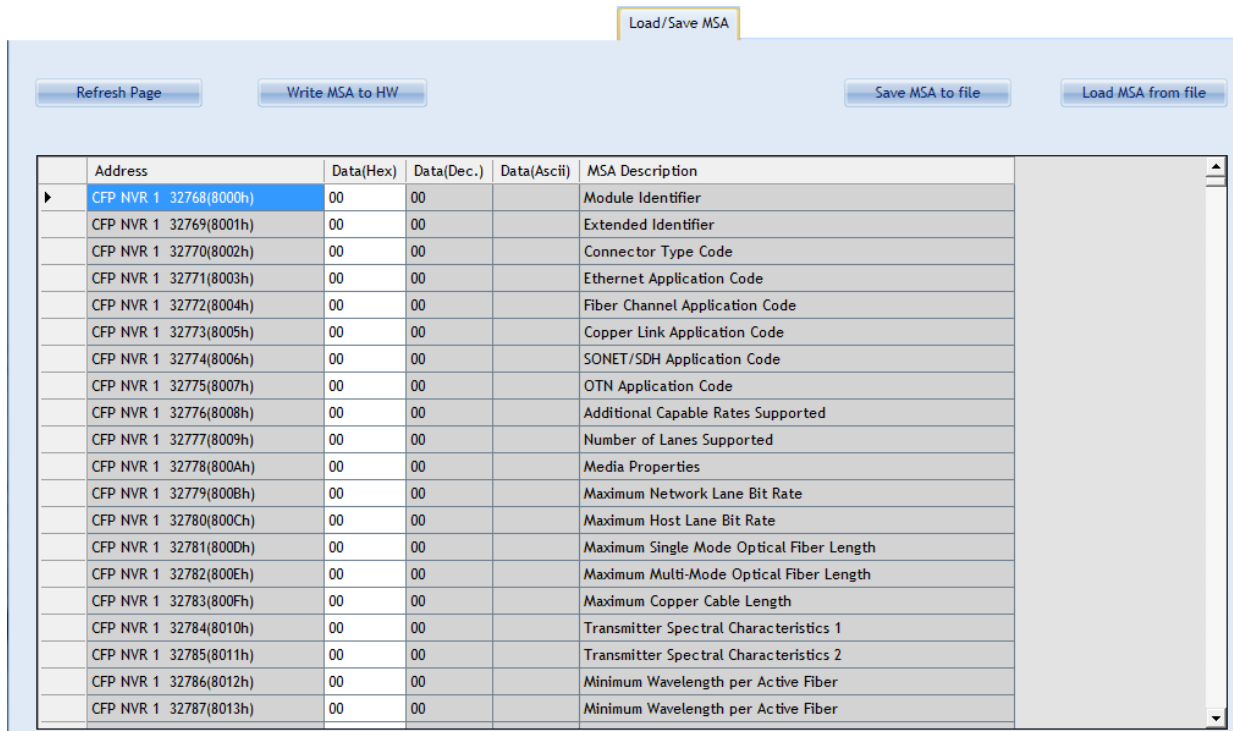 Load/Save MSA
Refresh Page Write MSA to HW Save MSA to file Load MSA from file
Address Data(Hex) Data(Dec.) Data(Ascii) MSA Description
CFP NVR 1 32768(8000h) 00 00 Module Identifier
CFP NVR 1 32769(8001h) 00 00 Extended Identifier
CFP NVR 1 32770(8002h) 00 00 Connector Type Code
CFP NVR 1 32771(8003h) 00 00 Ethernet Application Code
CFP NVR 1 32772(8004h) 00 00 Fiber Channel Application Code
CFP NVR 1 32773(8005h) 00 00 Copper Link Application Code
CFP NVR 1 32774(8006h) 00 00 SONET/SDH Application Code
CFP NVR 1 32775(8007h) 00 00 OTN Application Code
CFP NVR 1 32776(8008h) 00 00 Additional Capable Rates Supported
CFP NVR 1 32777(8009h) 00 00 Number of Lanes Supported
CFP NVR 1 32778(800Ah) 00 00 Media Properties
CFP NVR 1 32779(800Bh) 00 00 Maximum Network Lane Bit Rate
CFP NVR 1 32780(800Ch) 00 00 Maximum Host Lane Bit Rate
CFP NVR 1 32781(800Dh) 00 00 Maximum Single Mode Optical Fiber Length
CFP NVR 1 32782(800Eh) 00 00 Maximum Multi-Mode Optical Fiber Length
CFP NVR 1 32783(800Fh) 00 00 Maximum Copper Cable Length
CFP NVR 1 32784(8010h) 00 00 Transmitter Spectral Characteristics 1
CFP NVR 1 32785(8011h) 00 00 Transmitter Spectral Characteristics 2
CFP NVR 1 32786(8012h) 00 00 Minimum Wavelength per Active Fiber
CFP NVR 1 32787(8013h) 00 00 Minimum Wavelength per Active Fiber